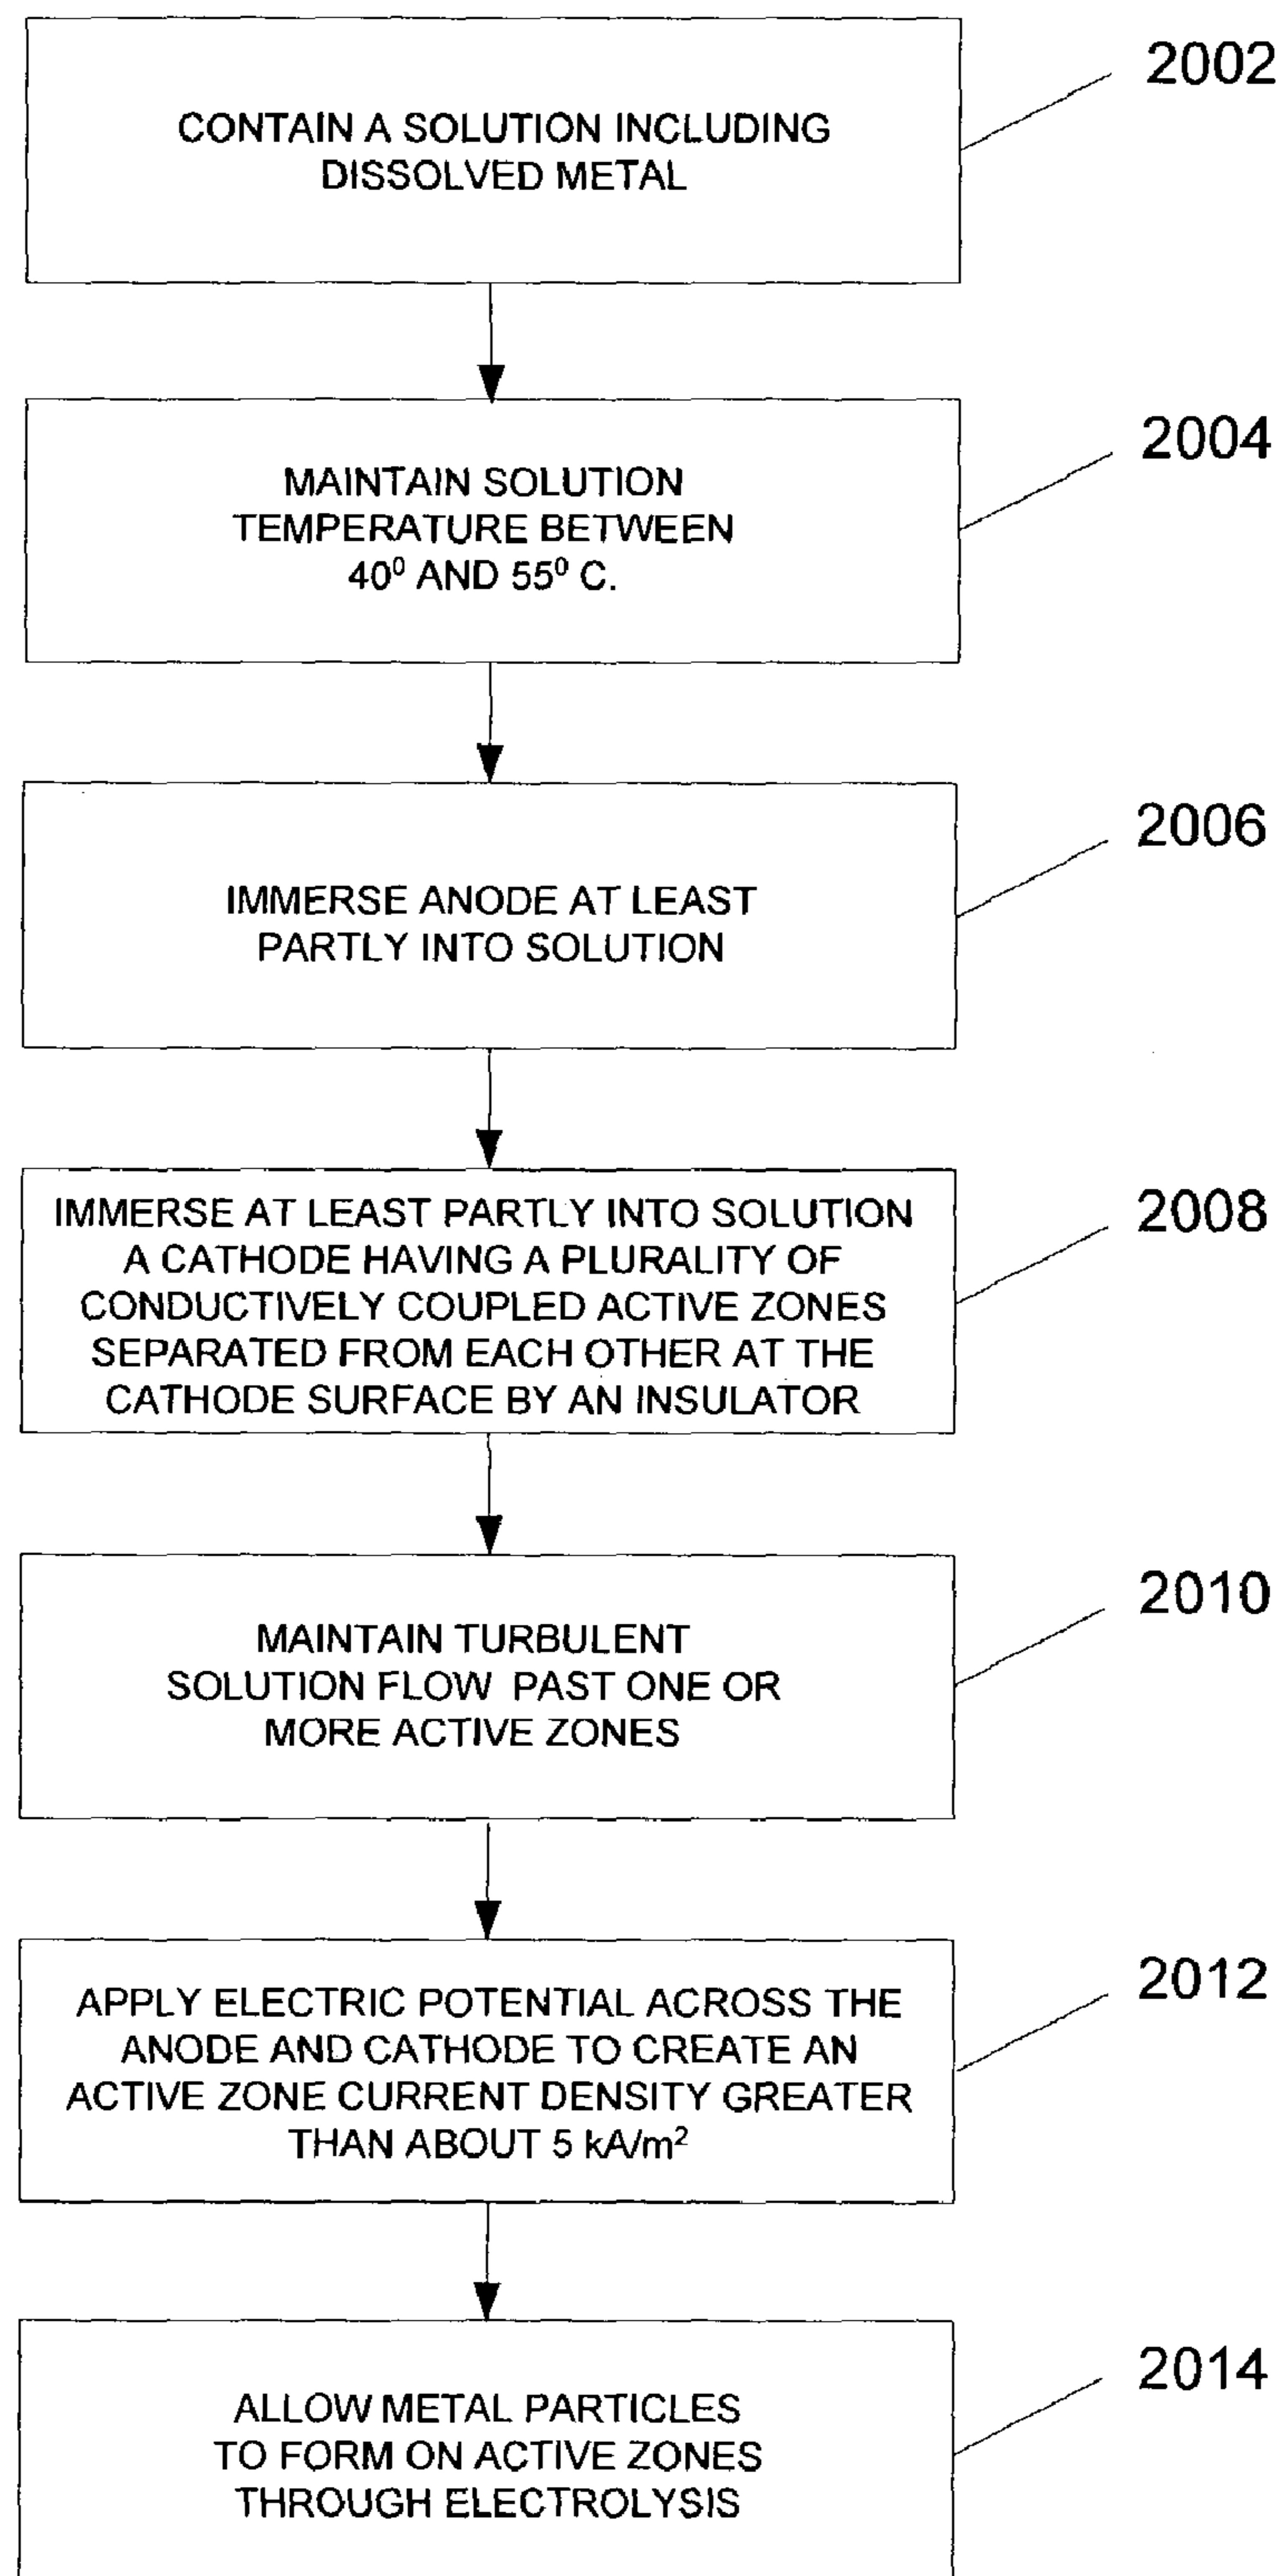 CONTAIN A SOLUTION INCLUDING
DISSOLVED METAL
2002
MAINTAIN SOLUTION
TEMPERATURE BETWEEN
40⁰ AND 55⁰ C.
2004
IMMERSE ANODE AT LEAST
PARTLY INTO SOLUTION
2006
IMMERSE AT LEAST PARTLY INTO SOLUTION
A CATHODE HAVING A PLURALITY OF
CONDUCTIVELY COUPLED ACTIVE ZONES
SEPARATED FROM EACH OTHER AT THE
CATHODE SURFACE BY AN INSULATOR
2008
MAINTAIN TURBULENT
SOLUTION FLOW PAST ONE OR
MORE ACTIVE ZONES
2010
APPLY ELECTRIC POTENTIAL ACROSS THE
ANODE AND CATHODE TO CREATE AN
ACTIVE ZONE CURRENT DENSITY GREATER
THAN ABOUT 5 kA/m²
2012
ALLOW METAL PARTICLES
TO FORM ON ACTIVE ZONES
THROUGH ELECTROLYSIS
2014